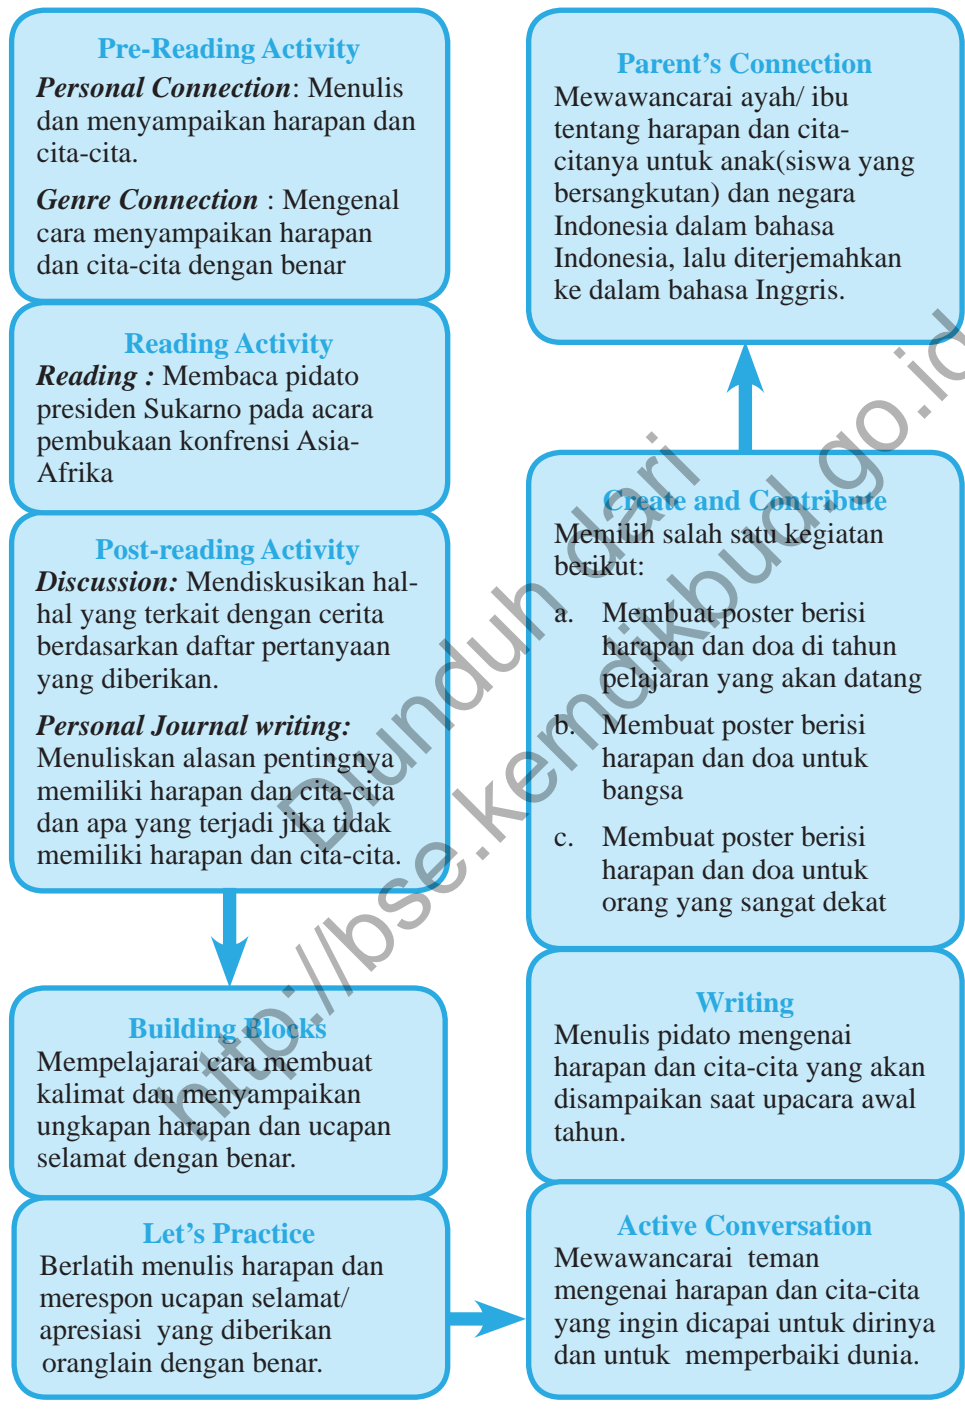 Pre-Reading Activity
Personal Connection: Menulis
dan menyampaikan harapan dan
cita-cita.
Genre Connection : Mengenal
cara menyampaikan harapan
dan cita-cita dengan benar
Reading Activity
Reading : Membaca pidato
presiden Sukarno pada acara
pembukaan konfrensi Asia-
Afrika
Post-reading Activity
Discussion: Mendiskusikan hal-
hal yang terkait dengan cerita
berdasarkan daftar pertanyaan
yang diberikan.
Personal Journal writing:
Menuliskan alasan pentingnya
memiliki harapan dan cita-cita
dan apa yang terjadi jika tidak
memiliki harapan dan cita-cita.
Building Blocks
Mempelajarai cara membuat
kalimat dan menyampaikan
ungkapan harapan dan ucapan
selamat dengan benar.
Let's Practice
Berlatih menulis harapan dan
merespon ucapan selamat/
apresiasi yang diberikan
oranglain dengan benar.
Active Conversation
Mewawancarai teman
mengenai harapan dan cita-cita
yang ingin dicapai untuk dirinya
dan untuk memperbaiki dunia.
Writing
Menulis pidato mengenai
harapan dan cita-cita yang akan
disampaikan saat upacara awal
tahun.
Create and Contribute
Memilih salah satu kegiatan
berikut:
a. Membuat poster berisi
harapan dan doa di tahun
pelajaran yang akan datang
b. Membuat poster berisi
harapan dan doa untuk
bangsa
c. Membuat poster berisi
harapan dan doa untuk
orang yang sangat dekat
Parent's Connection
Mewawancarai ayah/ ibu
tentang harapan dan cita-
citanya untuk anak(siswa yang
bersangkutan) dan negara
Indonesia dalam bahasa
Indonesia, lalu diterjemahkan
ke dalam bahasa Inggris.
Diunduh dari
http://bse.kemdikbud.go.id